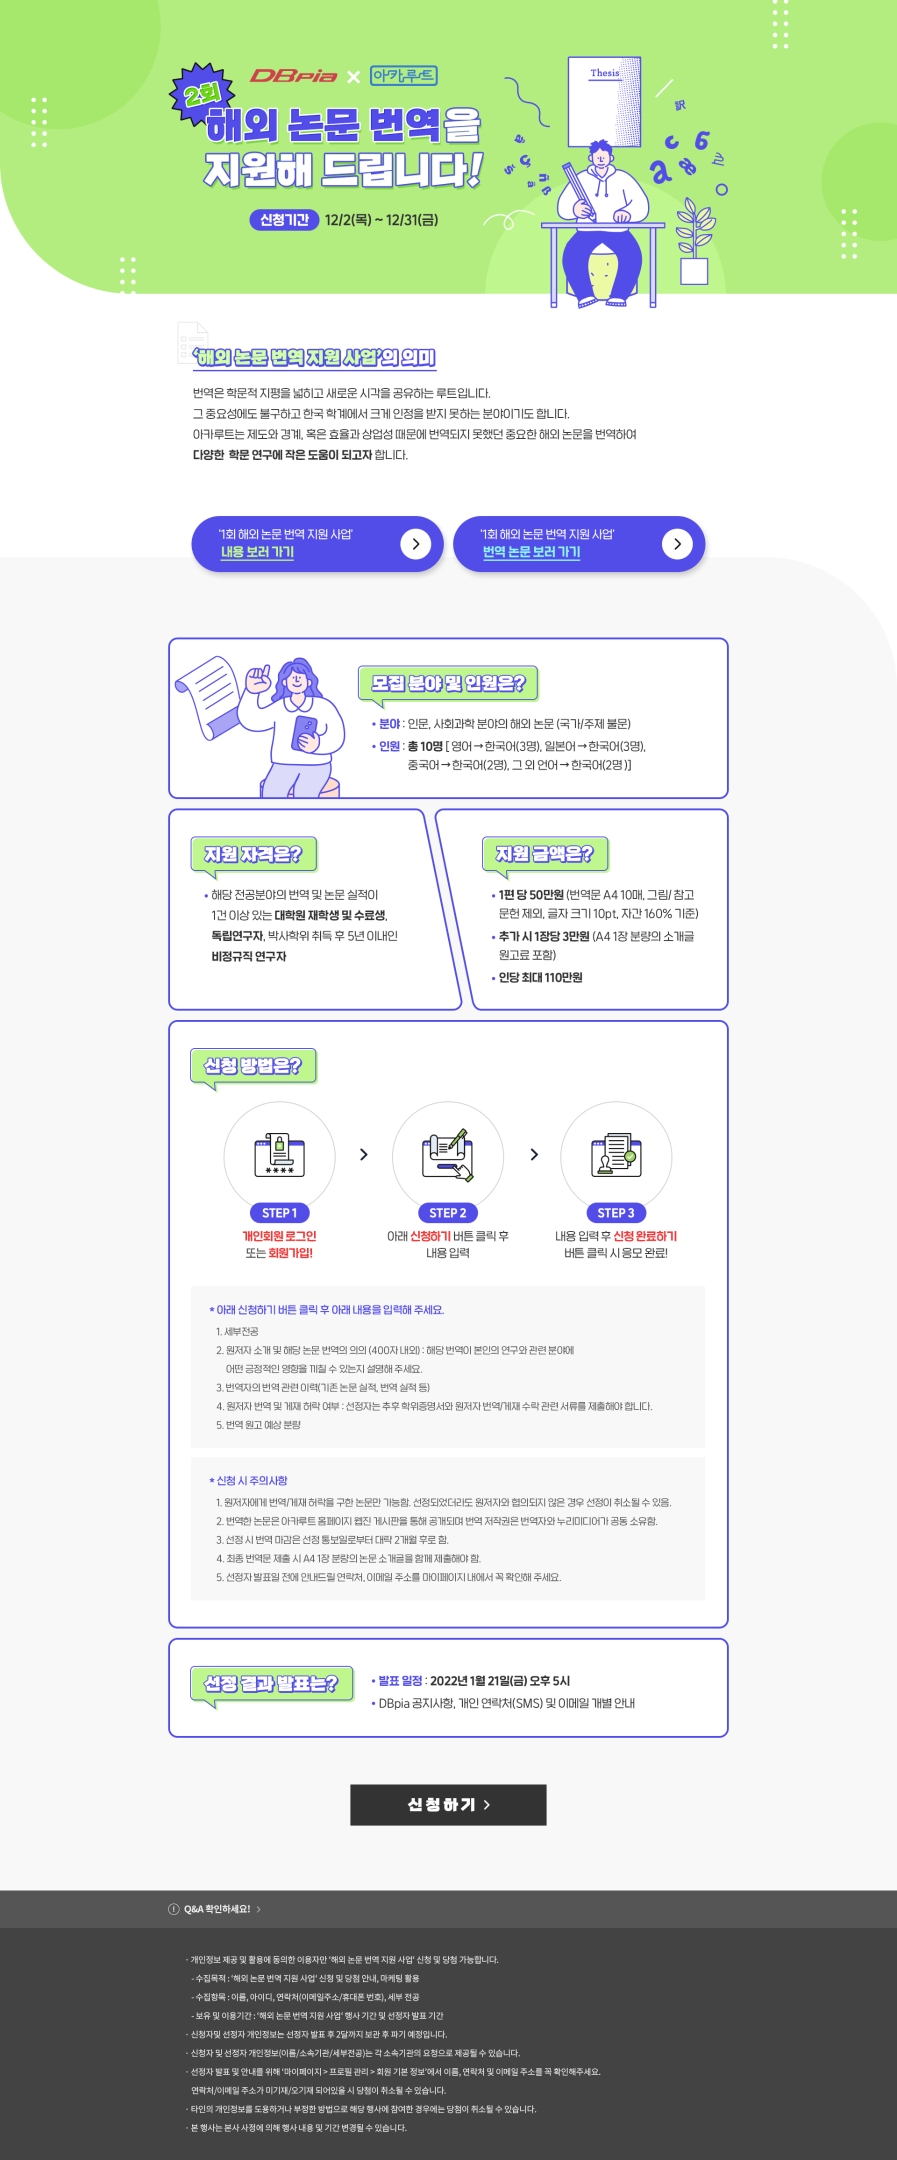 DBpia × 아카루트
2회
해외 논문 번역을
지원해 드립니다!
신청기간 12/2(목) ~ 12/31(금)
Thesis
訳
'해외 논문 번역 지원 사업'의 의미
번역은 학문적 지평을 넓히고 새로운 시각을 공유하는 루트입니다.
그 중요성에도 불구하고 한국 학계에서 크게 인정을 받지 못하는 분야이기도 합니다.
아카루트는 제도와 경계, 혹은 효율과 상업성 때문에 번역되지 못했던 중요한 해외 논문을 번역하여
다양한 학문 연구에 작은 도움이 되고자 합니다.
'1회 해외 논문 번역 지원 사업'
내용 보러 가기
'1회 해외 논문 번역 지원 사업'
번역 논문 보러 가기
모집 분야 및 인원은?
• 분야 : 인문, 사회과학 분야의 해외 논문 (국가/주제 불문)
• 인원 : 총 10명 [ 영어→한국어(3명), 일본어→한국어(3명),
중국어→한국어(2명), 그 외 언어→한국어(2명 )]
지원 자격은?
• 해당 전공분야의 번역 및 논문 실적이
1건 이상 있는 대학원 재학생 및 수료생,
독립연구자, 박사학위 취득 후 5년 이내인
비정규직 연구자
지원 금액은?
• 1편 당 50만원 (번역문 A4 10매, 그림/ 참고
문헌 제외, 글자 크기 10pt, 자간 160% 기준)
• 추가 시 1장당 3만원 (A4 1장 분량의 소개글
원고료 포함)
• 인당 최대 110만원
신청 방법은?
STEP 1
개인회원 로그인
또는 회원가입!
STEP 2
아래 신청하기 버튼 클릭 후
내용 입력
STEP 3
내용 입력 후 신청 완료하기
버튼 클릭 시 응모 완료!
* 아래 신청하기 버튼 클릭 후 아래 내용을 입력해 주세요.
1. 세부전공
2. 원저자 소개 및 해당 논문 번역의 의의 (400자 내외) : 해당 번역이 본인의 연구와 관련 분야에
어떤 긍정적인 영향을 끼칠 수 있는지 설명해 주세요.
3. 번역자의 번역 관련 이력(기존 논문 실적, 번역 실적 등)
4. 원저자 번역 및 게재 허락 여부 : 선정자는 추후 학위증명서와 원저자 번역/게재 수락 관련 서류를 제출해야 합니다.
5. 번역 원고 예상 분량
* 신청 시 주의사항
1. 원저자에게 번역/게재 허락을 구한 논문만 가능함. 선정되었더라도 원저자와 협의되지 않은 경우 선정이 취소될 수 있음.
2. 번역한 논문은 아카루트 홈페이지 웹진 게시판을 통해 공개되며 번역 저작권은 번역자와 누리미디어가 공동 소유함.
3. 선정 시 번역 마감은 선정 통보일로부터 대략 2개월 후로 함.
4. 최종 번역문 제출 시 A4 1장 분량의 논문 소개글을 함께 제출해야 함.
5. 선정자 발표일 전에 안내드릴 연락처, 이메일 주소를 마이페이지 내에서 꼭 확인해 주세요.
선정 결과 발표는?
• 발표 일정 : 2022년 1월 21일(금) 오후 5시
• DBpia 공지사항, 개인 연락처(SMS) 및 이메일 개별 안내
신청하기 >
Q&A 확인하세요! >
· 개인정보 제공 및 활용에 동의한 이용자만 '해외 논문 번역 지원 사업' 신청 및 당첨 가능합니다.
- 수집목적 : '해외 논문 번역 지원 사업' 신청 및 당첨 안내, 마케팅 활용
- 수집항목 : 이름, 아이디, 연락처(이메일주소/휴대폰 번호), 세부 전공
- 보유 및 이용기간 : '해외 논문 번역 지원 사업' 행사 기간 및 선정자 발표 기간
· 신청자및 선정자 개인정보는 선정자 발표 후 2달까지 보관 후 파기 예정입니다.
· 신청자 및 선정자 개인정보(이름/소속기관/세부전공)는 각 소속기관의 요청으로 제공될 수 있습니다.
· 선정자 발표 및 안내를 위해 '마이페이지 > 프로필 관리 > 회원 기본 정보'에서 이름, 연락처 및 이메일 주소를 꼭 확인해주세요.
연락처/이메일 주소가 미기재/오기재 되어있을 시 당첨이 취소될 수 있습니다.
· 타인의 개인정보를 도용하거나 부정한 방법으로 해당 행사에 참여한 경우에는 당첨이 취소될 수 있습니다.
· 본 행사는 본사 사정에 의해 행사 내용 및 기간 변경될 수 있습니다.